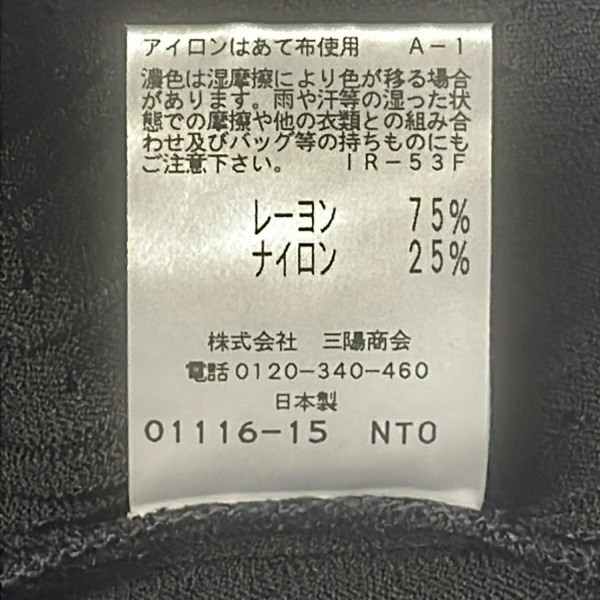 アイロンはあて布使用　A-1
濃色は湿摩擦により色が移る場合
があります。雨や汗等の湿った状
態での摩擦や他の衣類との組み合
わせ及びバッグ等の持ちものにも
ご注意下さい。　IR-53F
レーヨン　75%
ナイロン　25%
株式会社　三陽商会
電話0120-340-460
日本製
01116-15　NTO